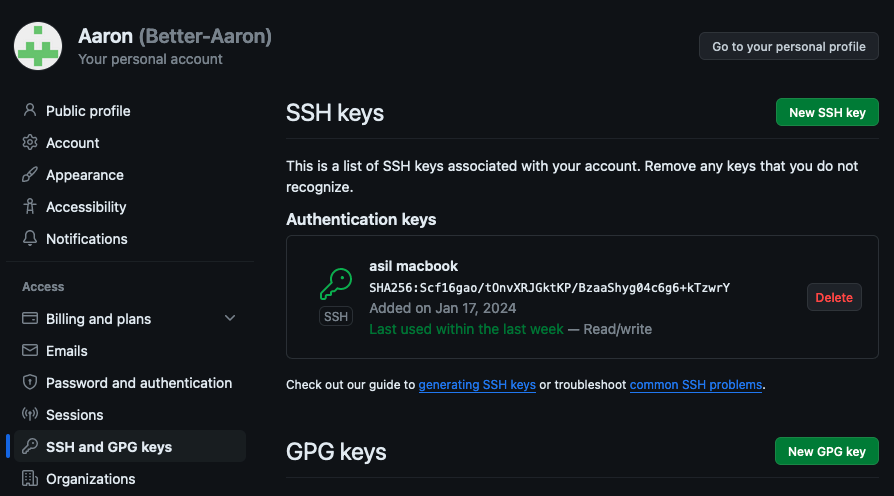 Aaron (Better-Aaron)
Your personal account
Go to your personal profile
Public profile
Account
Appearance
Accessibility
Notifications
Access
Billing and plans
Emails
Password and authentication
Sessions
SSH and GPG keys
Organizations
SSH keys
New SSH key
This is a list of SSH keys associated with your account. Remove any keys that you do not
recognize.
Authentication keys
asil macbook
SHA256:Scf16gao/tOnvXRJGktKP/BzaaShyg04c6g6+kTzwrY
SSH
Added on Jan 17, 2024
Last used within the last week — Read/write
Delete
Check out our guide to generating SSH keys or troubleshoot common SSH problems.
GPG keys
New GPG key